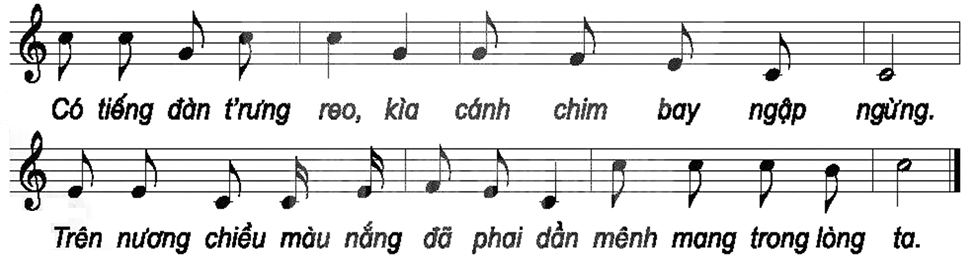 Có tiếng đàn t'rưng reo, kìa cánh chim bay ngập ngừng.
Trên nương chiều màu nắng đã phai dần mênh mang trong lòng ta.